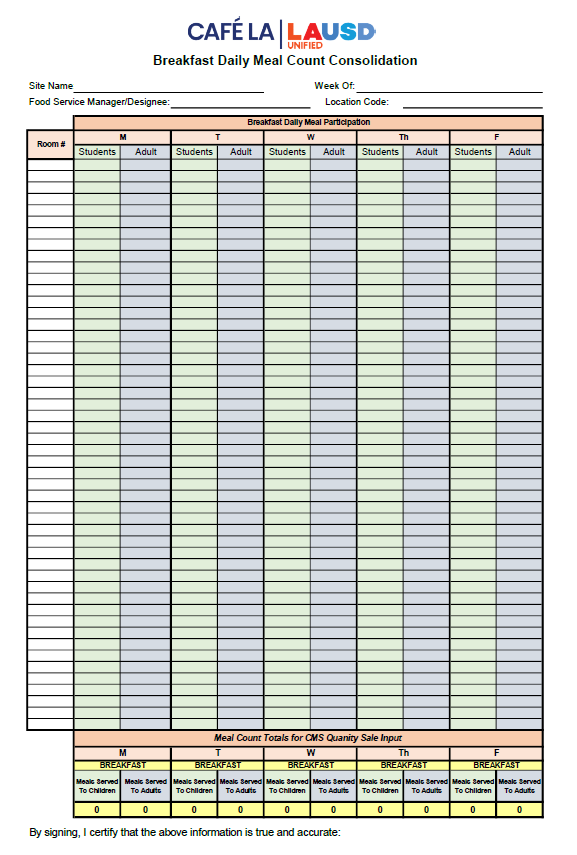 CAFÉ LA LAUSD
UNIFIED
Breakfast Daily Meal Count Consolidation
Site Name Week Of:
Food Service Manager/Designee: Location Code:
Breakfast Daily Meal Participation
Room # M T W Th F
Students Adult Students Adult Students Adult Students Adult Students Adult
Meal Count Totals for CMS Quanity Sale Input
M T W Th F
BREAKFAST BREAKFAST BREAKFAST BREAKFAST BREAKFAST
Meals Served Meals Served Meals Served Meals Served Meals Served Meals Served Meals Served Meals Served Meals Served Meals Served
To Children To Adults To Children To Adults To Children To Adults To Children To Adults To Children To Adults
0 0 0 0 0 0 0 0 0 0
By signing, I certify that the above information is true and accurate: